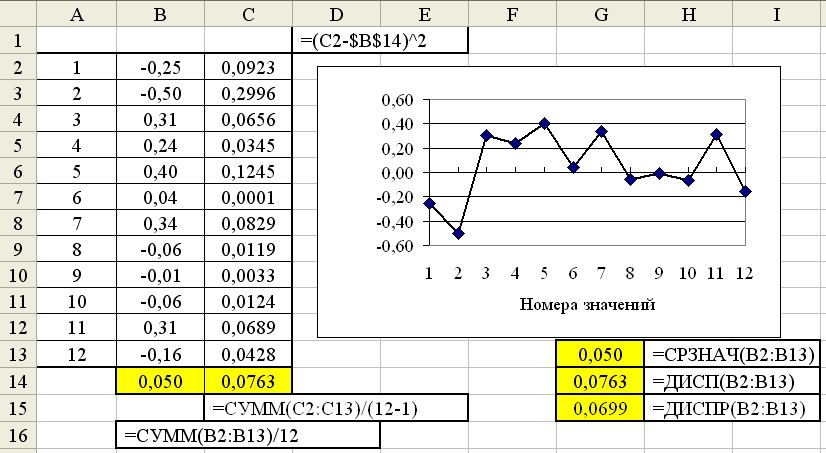 A B C D E F G H I
1 =(C2-$B$14)^2
2 1 -0,25 0,0923
3 2 -0,50 0,2996
4 3 0,31 0,0656
5 4 0,24 0,0345
6 5 0,40 0,1245
7 6 0,04 0,0001
8 7 0,34 0,0829
9 8 -0,06 0,0119
10 9 -0,01 0,0033
11 10 -0,06 0,0124
12 11 0,31 0,0689
13 12 -0,16 0,0428
0,60
0,40
0,20
0,00
-0,20
-0,40
-0,60
1 2 3 4 5 6 7 8 9 10 11 12
Номера значений
0,050 =СРЗНАЧ(B2:B13)
14 0,050 0,0763 0,0763 =ДИСП(B2:B13)
15 =СУММ(C2:C13)/(12-1) 0,0699 =ДИСПР(B2:B13)
16 =СУММ(B2:B13)/12